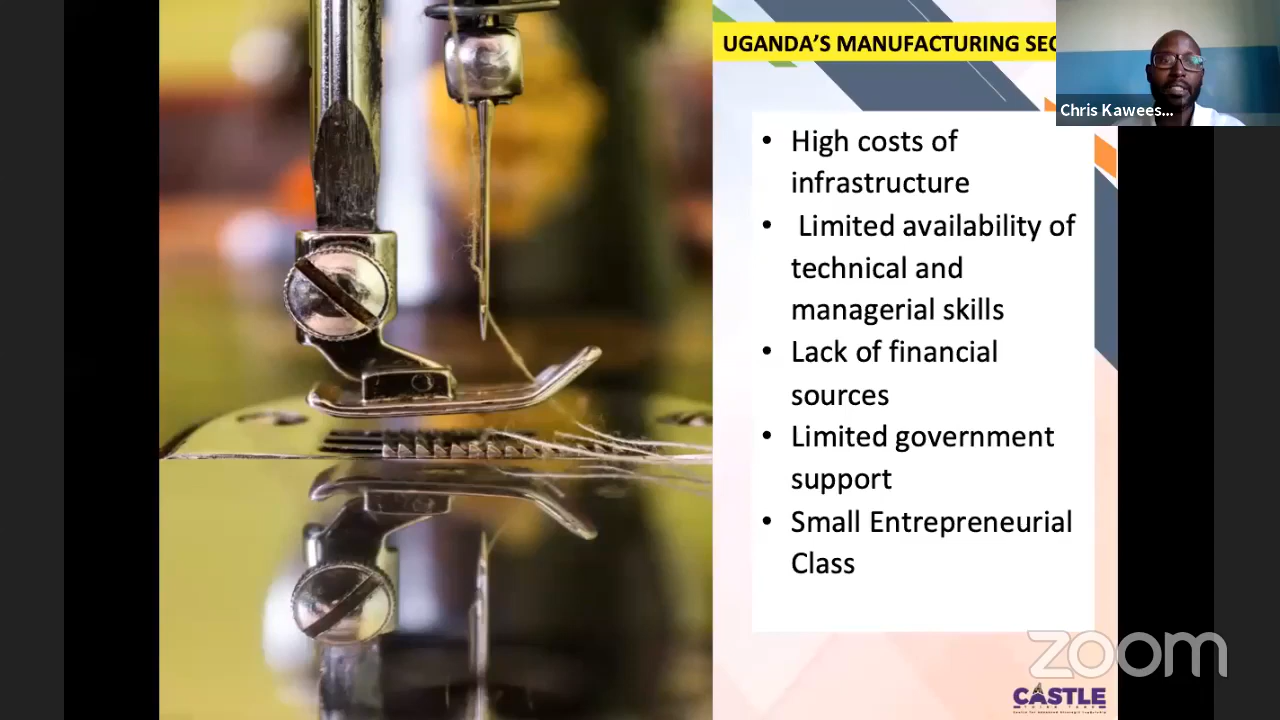 UGANDA'S MANUFACTURING SEC
Chris Kawees...
• High costs of
infrastructure
• Limited availability of
technical and
managerial skills
• Lack of financial
sources
• Limited government
support
• Small Entrepreneurial
Class
zoom
CASTLE